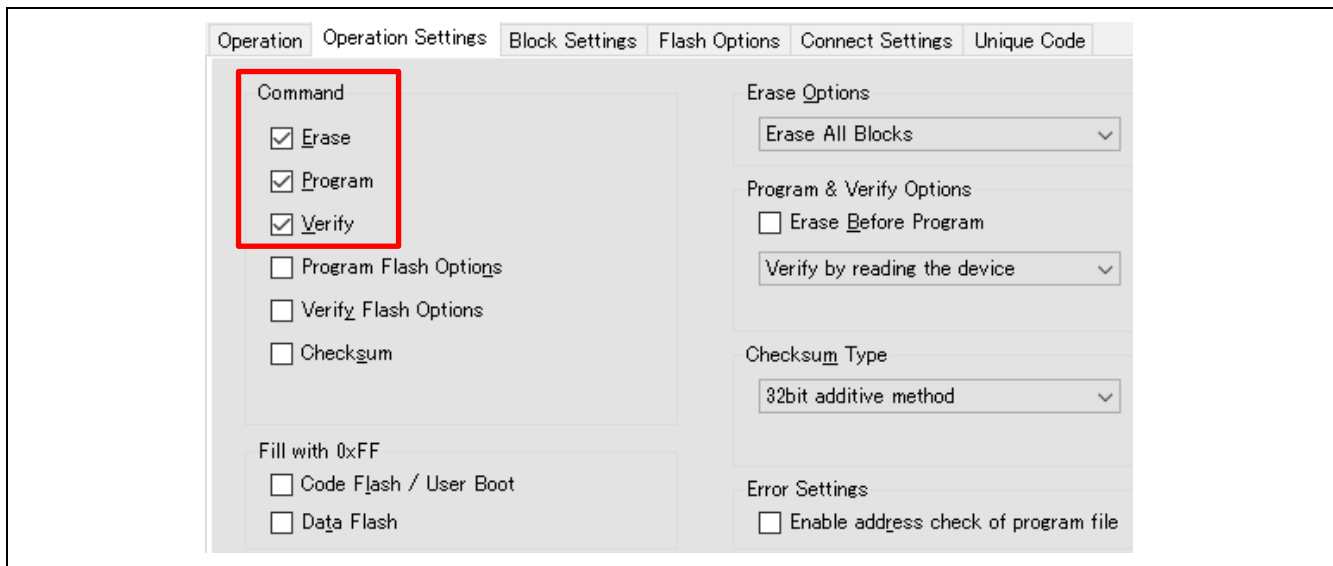 Operation Operation Settings Block Settings Flash Options Connect Settings Unique Code
Command
Erase
Program
Verify
Program Flash Options
Verify Flash Options
Checksum
Fill with 0xFF
Code Flash / User Boot
Data Flash
Erase Options
Erase All Blocks
Program & Verify Options
Erase Before Program
Verify by reading the device
Checksum Type
32bit additive method
Error Settings
Enable address check of program file